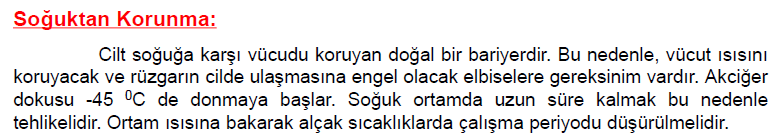 Soğuktan Korunma:
Cilt soğuğa karşı vücudu koruyan doğal bir bariyerdir. Bu nedenle, vücut ısısını
koruyacak ve rüzgarın cilde ulaşmasına engel olacak elbiselere gereksinim vardır. Akciğer
dokusu -45 ⁰C de donmaya başlar. Soğuk ortamda uzun süre kalmak bu nedenle
tehlikelidir. Ortam ısısına bakarak alçak sıcaklıklarda çalışma periyodu düşürülmelidir.